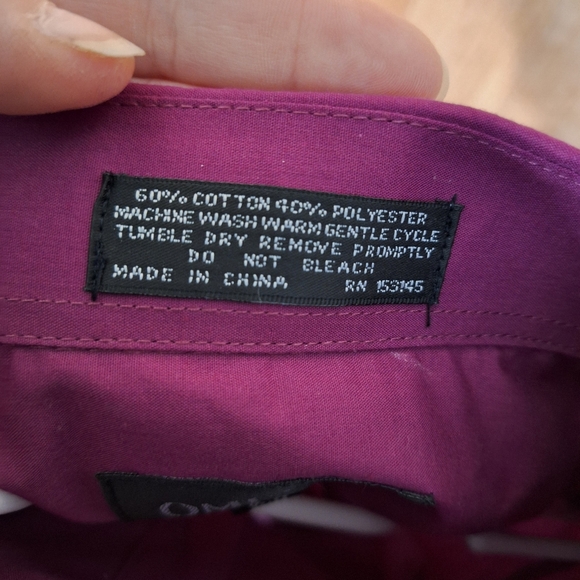 60% COTTON 40% POLYESTER
MACHINE WASH WARM GENTLE CYCLE
TUMBLE DRY REMOVE PROMPTLY
DO NOT BLEACH
MADE IN CHINA RN 153145